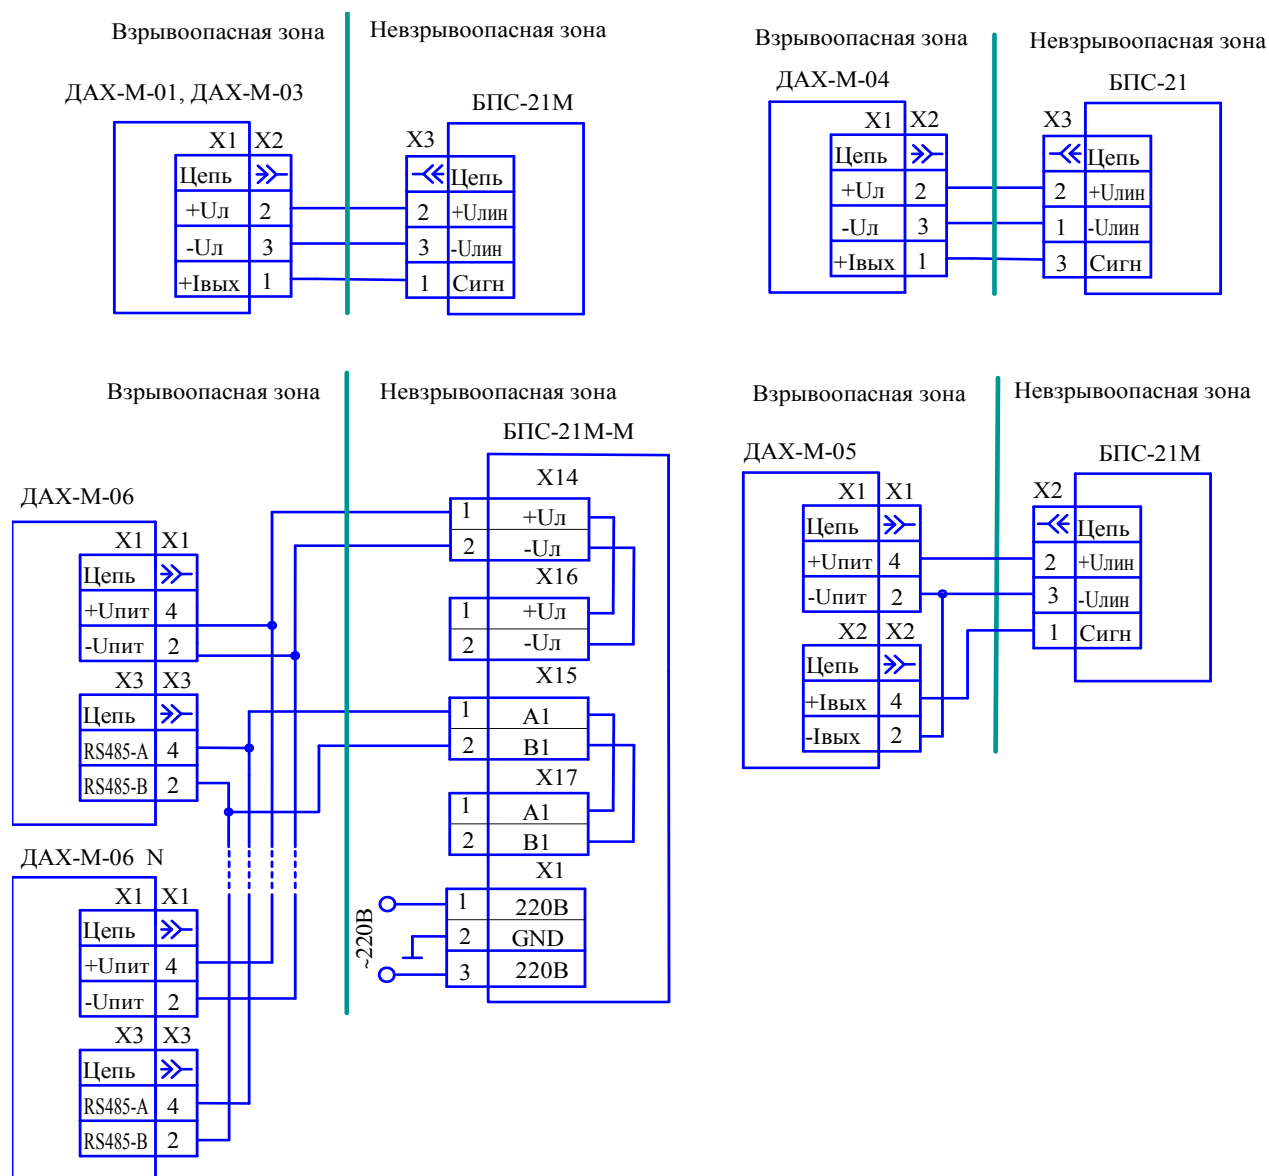 Взрывоопасная зона
Невзрывоопасная зона
ДАХ-М-01, ДАХ-М-03
БПС-21М
X1 X2
X3
Цепь
Цепь
+Uл 2
2 +Uлин
-Uл 3
3 -Uлин
+Iвых 1
1 Сигн
Взрывоопасная зона
Невзрывоопасная зона
ДАХ-М-04
БПС-21
X1 X2
X3
Цепь
Цепь
+Uл 2
2 +Uлин
-Uл 3
1 -Uлин
+Iвых 1
3 Сигн
Взрывоопасная зона
Невзрывоопасная зона
БПС-21М-М
ДАХ-М-06
X1 X1
Цепь
+Uпит 4
-Uпит 2
X3 X3
Цепь
RS485-A 4
RS485-B 2
ДАХ-М-06 N
X1 X1
Цепь
+Uпит 4
-Uпит 2
X3 X3
Цепь
RS485-A 4
RS485-B 2
X14
1 +Uл
2 -Uл
X16
1 +Uл
2 -Uл
X15
1 A1
2 B1
X17
1 A1
2 B1
X1
~220В
1 220В
2 GND
3 220В
Взрывоопасная зона
Невзрывоопасная зона
ДАХ-М-05
БПС-21М
X1 X1
X2
Цепь
Цепь
+Uпит 4
2 +Uлин
-Uпит 2
3 -Uлин
X2 X2
1 Сигн
Цепь
+Iвых 4
-Iвых 2